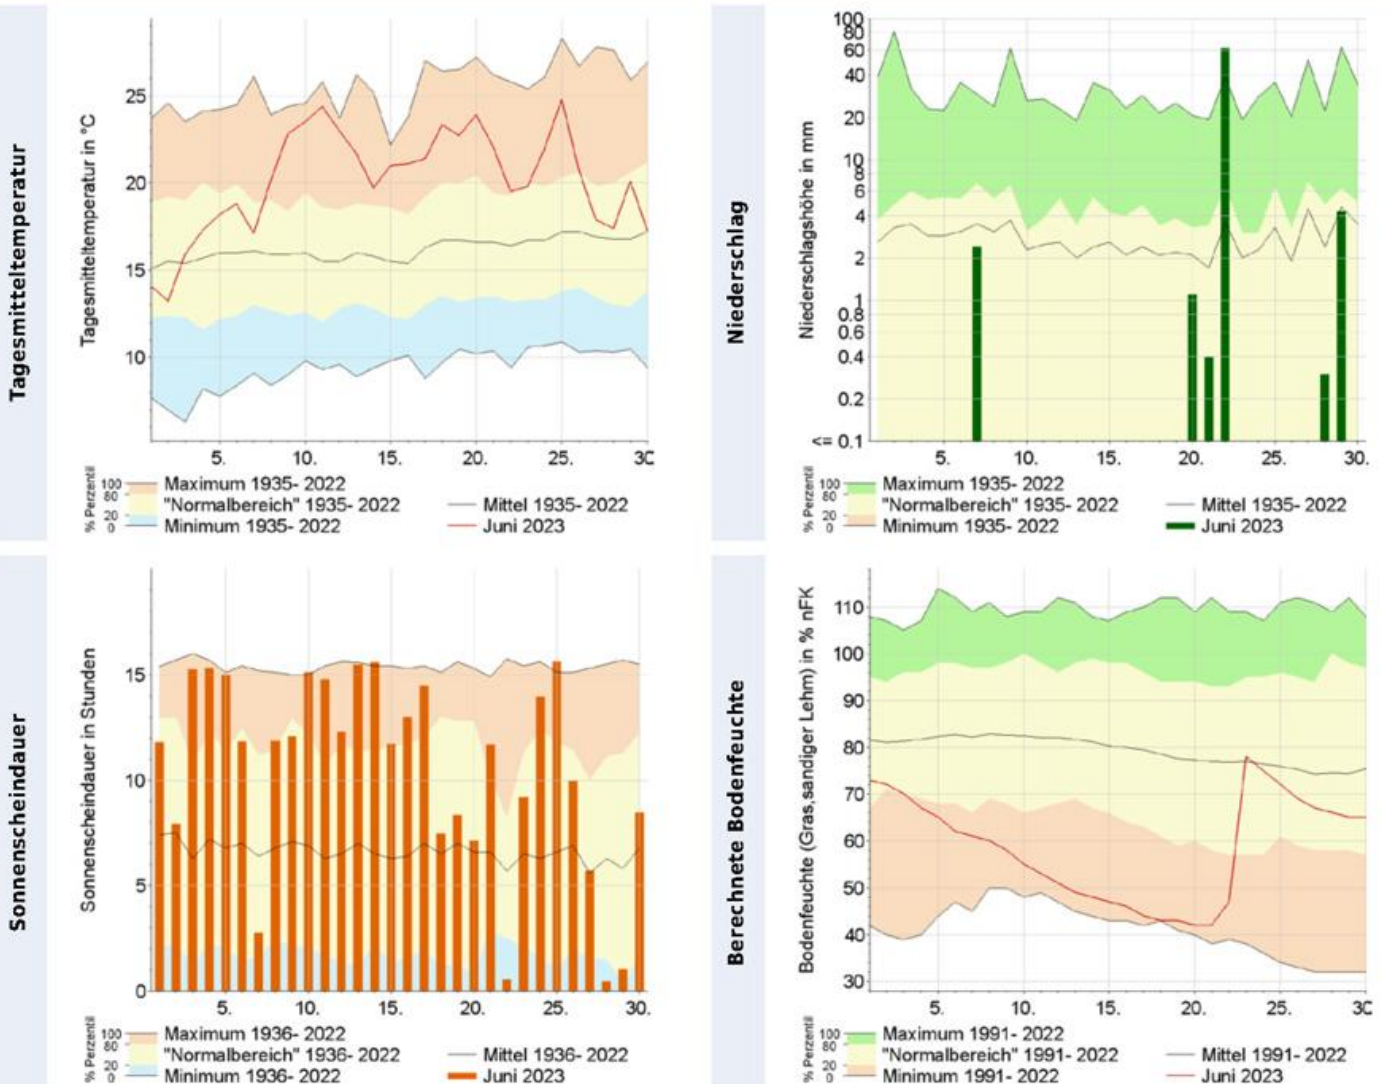 Tagesmitteltemperatur
Tagesmitteltemperatur in °C
25
20
15
10
5.
10.
15.
20.
25.
30
% Perzentil
100
80
20
0
Maximum 1935- 2022
"Normalbereich" 1935- 2022
Minimum 1935- 2022
Mittel 1935- 2022
Juni 2023
Niederschlag
Niederschlagshöhe in mm
100
80
60
40
20
10
8
6
4
2
1
0.8
0.6
0.4
0.2
<= 0.1
5.
10.
15.
20.
25.
30.
% Perzentil
100
80
20
0
Maximum 1935- 2022
"Normalbereich" 1935- 2022
Minimum 1935- 2022
Mittel 1935- 2022
Juni 2023
Sonnenscheindauer
Sonnenscheindauer in Stunden
15
10
5
0
5.
10.
15.
20.
25.
30.
% Perzentil
100
80
20
0
Maximum 1936- 2022
"Normalbereich" 1936- 2022
Minimum 1936- 2022
Mittel 1936- 2022
Juni 2023
Berechnete Bodenfeuchte
Bodenfeuchte (Gras,sandiger Lehm) in % nFK
110
100
90
80
70
60
50
40
30
5.
10.
15.
20.
25.
30
% Perzentil
100
80
20
0
Maximum 1991- 2022
"Normalbereich" 1991- 2022
Minimum 1991- 2022
Mittel 1991- 2022
Juni 2023